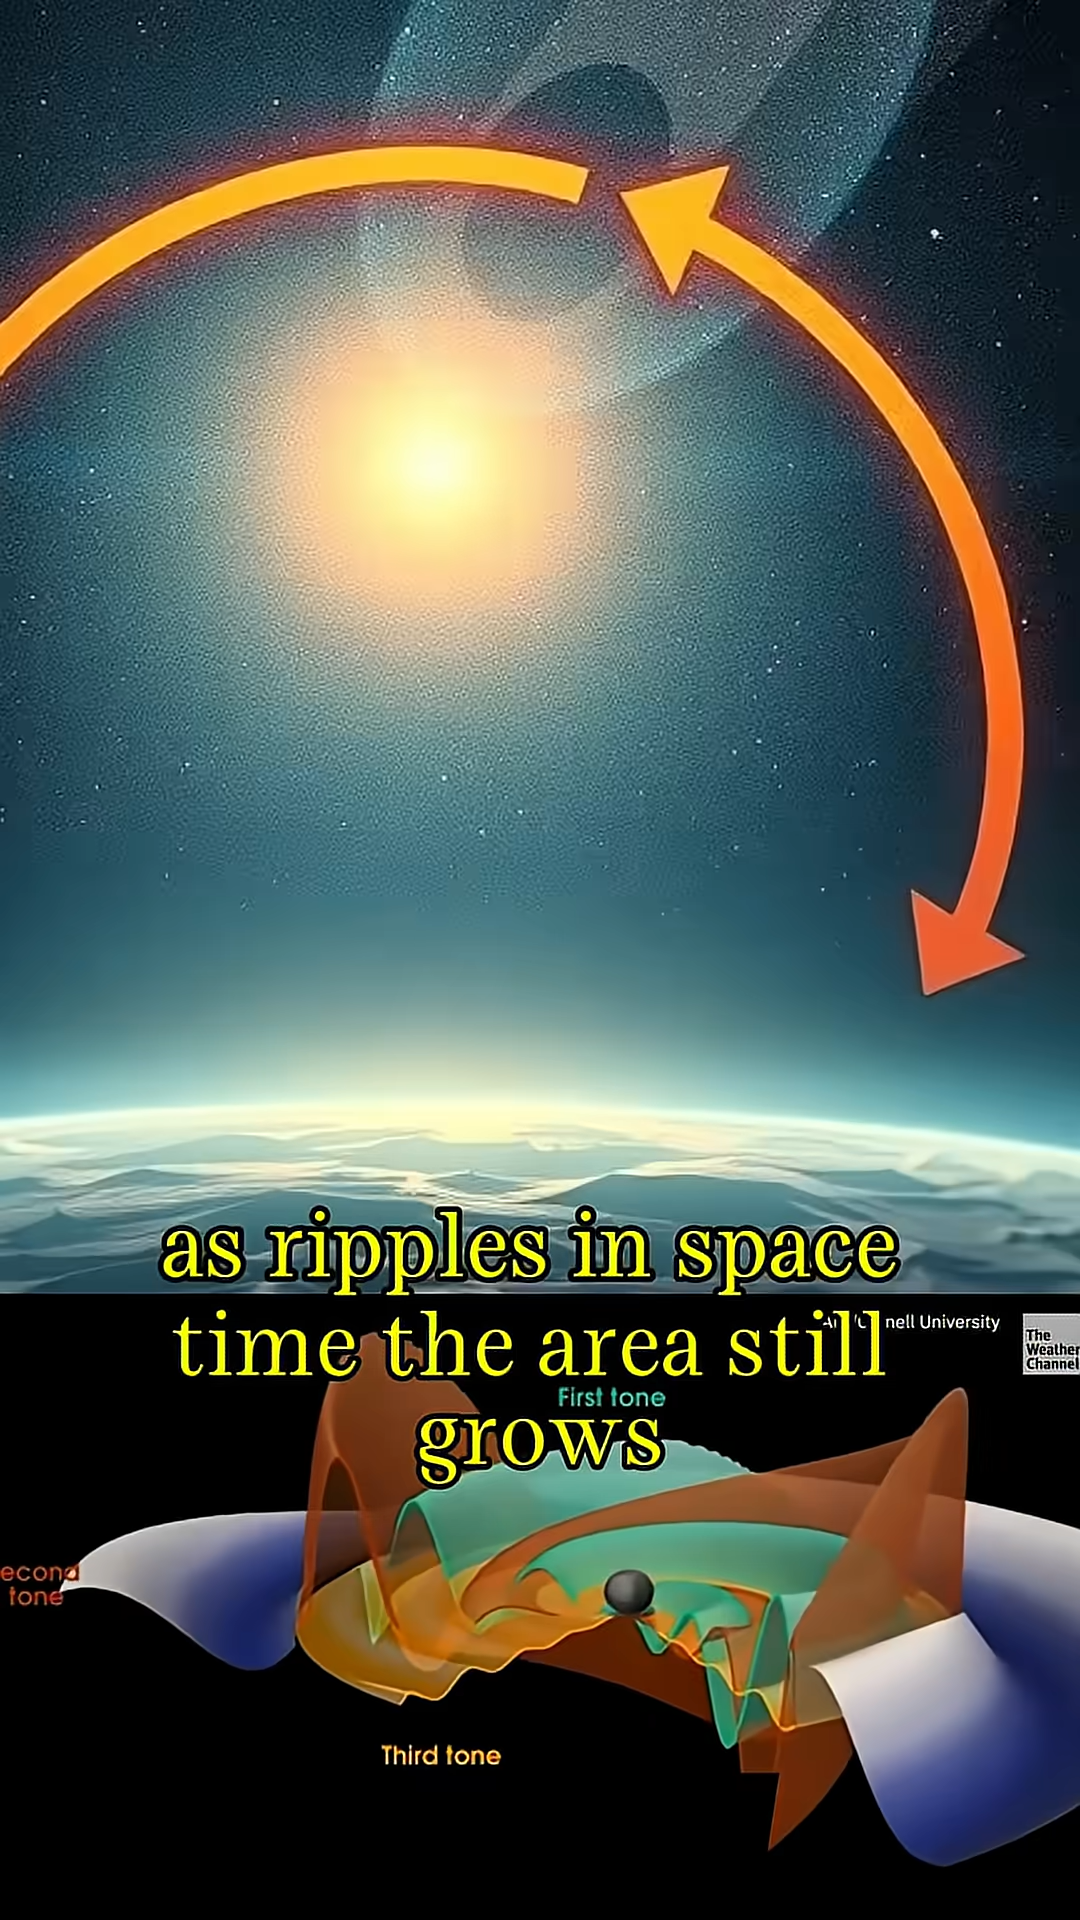 as ripples in space
time the area still
grows
nell University
The
Weather
Channel
First tone
econd
tone
Third tone